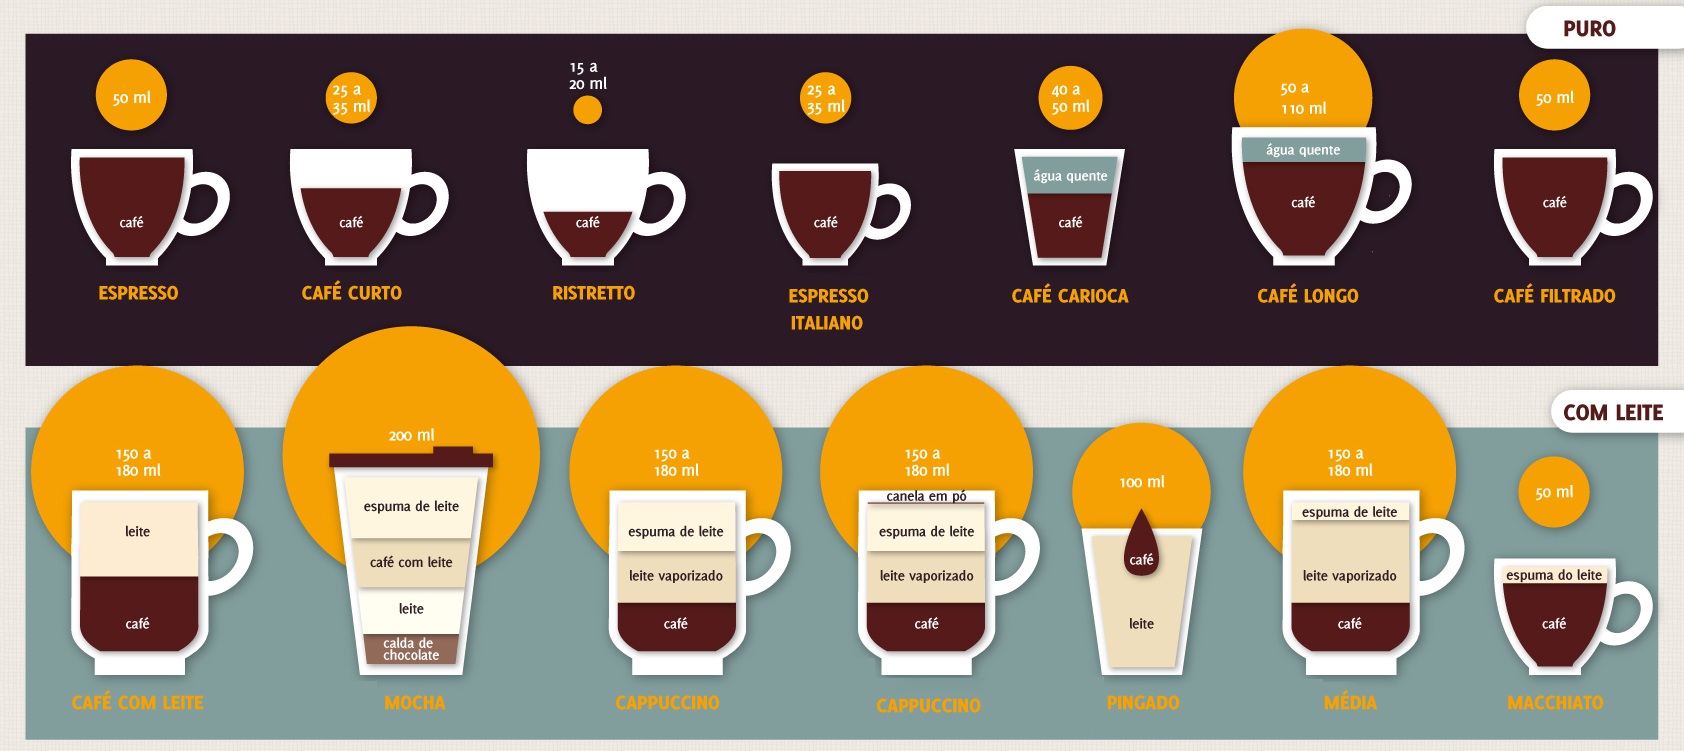 PURO
50 ml
25 a
35 ml
15 a
20 ml
25 a
35 ml
40 a
50 ml
50 a
110 ml
50 ml
café
café
café
café
água quente
café
água quente
café
café
ESPRESSO
CAFÉ CURTO
RISTRETTO
ESPRESSO
ITALIANO
CAFÉ CARIOCA
CAFÉ LONGO
CAFÉ FILTRADO
COM LEITE
150 a
180 ml
200 ml
150 a
180 ml
150 a
180 ml
100 ml
150 a
180 ml
50 ml
leite
café
espuma de leite
café com leite
leite
calda de
chocolate
espuma de leite
leite vaporizado
café
canela em pó
espuma de leite
leite vaporizado
café
café
leite
espuma de leite
leite vaporizado
café
espuma do leite
café
CAFÉ COM LEITE
MOCHA
CAPPUCCINO
CAPPUCCINO
PINGADO
MÉDIA
MACCHIATO